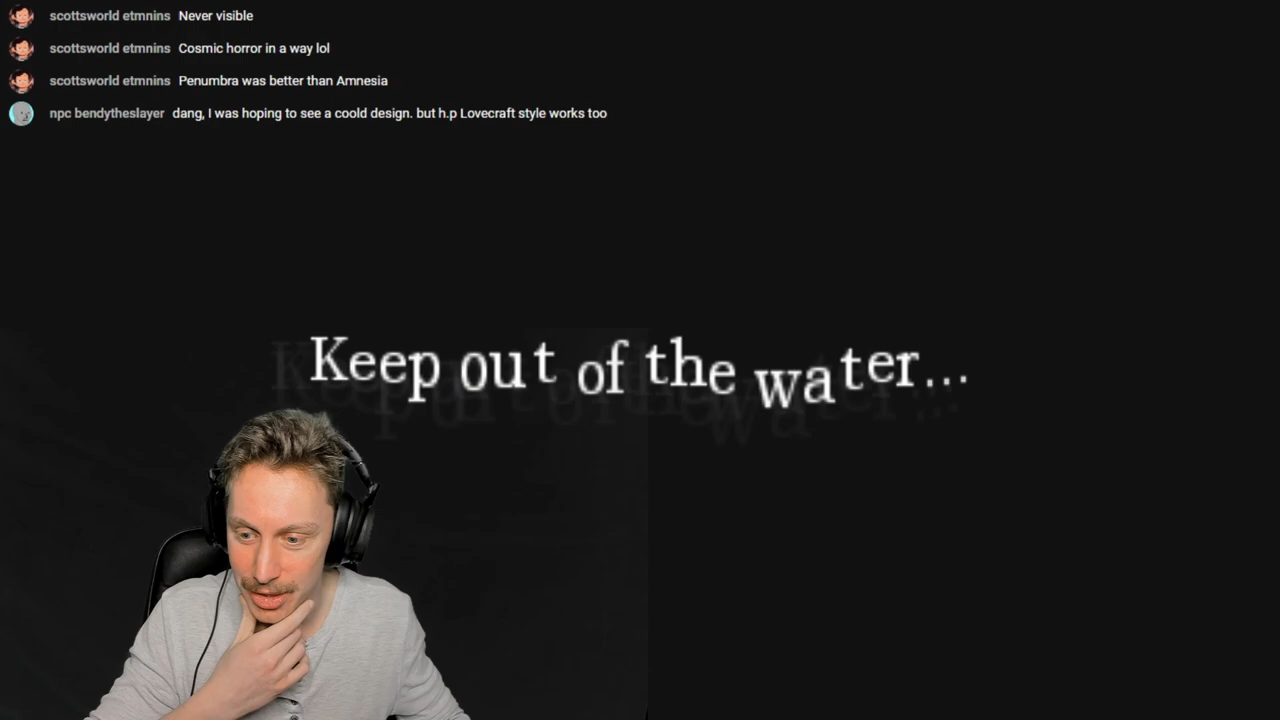 scottsworld etmnins Never visible
scottsworld etmnins Cosmic horror in a way lol
scottsworld etmnins Penumbra was better than Amnesia
npc bendytheslayer dang, I was hoping to see a coold design. but h.p Lovecraft style works too
Keep out of the water...